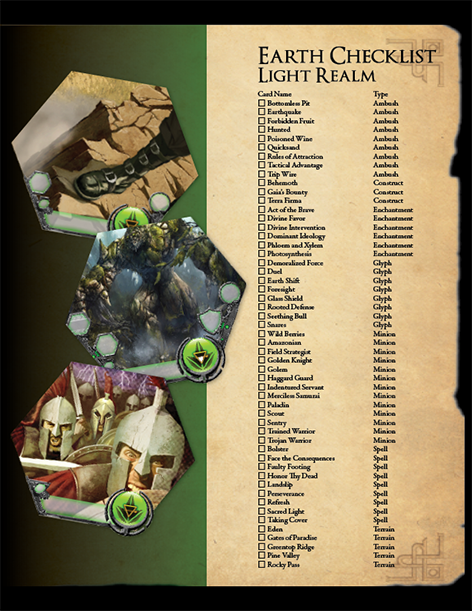 EARTH CHECKLIST
LIGHT REALM
Card Name Type
Bottomless Pit Ambush
Earthquake Ambush
Forbidden Fruit Ambush
Hunted Ambush
Poisoned Wine Ambush
Quicksand Ambush
Rules of Attraction Ambush
Tactical Advantage Ambush
Trip Wire Ambush
Behemoth Construct
Gaia's Bounty Construct
Terra Firma Construct
Act of the Brave Enchantment
Divine Favor Enchantment
Divine Intervention Enchantment
Dominant Ideology Enchantment
Phloem and Xylem Enchantment
Photosynthesis Enchantment
Demoralized Force Glyph
Duel Glyph
Earth Shift Glyph
Foresight Glyph
Glass Shield Glyph
Rooted Defense Glyph
Seething Bull Glyph
Snares Glyph
Wild Berries Minion
Amazonian Minion
Field Strategist Minion
Golden Knight Minion
Golem Minion
Haggard Guard Minion
Indentured Servant Minion
Merciless Samurai Minion
Paladin Minion
Scout Minion
Sentry Minion
Trained Warrior Minion
Trojan Warrior Minion
Bolster Spell
Face the Consequences Spell
Faulty Footing Spell
Honor Thy Dead Spell
Landslip Spell
Perseverance Spell
Refresh Spell
Sacred Light Spell
Taking Cover Spell
Eden Terrain
Gates of Paradise Terrain
Greentop Ridge Terrain
Pine Valley Terrain
Rocky Pass Terrain